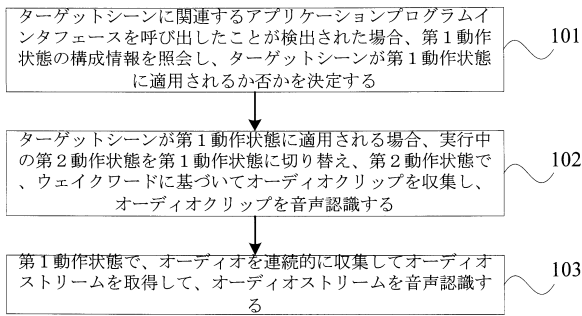 ターゲットシーンに関連するアプリケーションプログラムイ
ンタフェースを呼び出したことが検出された場合、第１動作
状態の構成情報を照会し、ターゲットシーンが第１動作状態
に適用されるか否かを決定する
101
ターゲットシーンが第１動作状態に適用される場合、実行中
の第２動作状態を第１動作状態に切り替え、第２動作状態で
、ウェイクワードに基づいてオーディオクリップを収集し、
オーディオクリップを音声認識する
102
第１動作状態で、オーディオを連続的に収集してオーディオ
ストリームを取得して、オーディオストリームを音声認識す
る
103